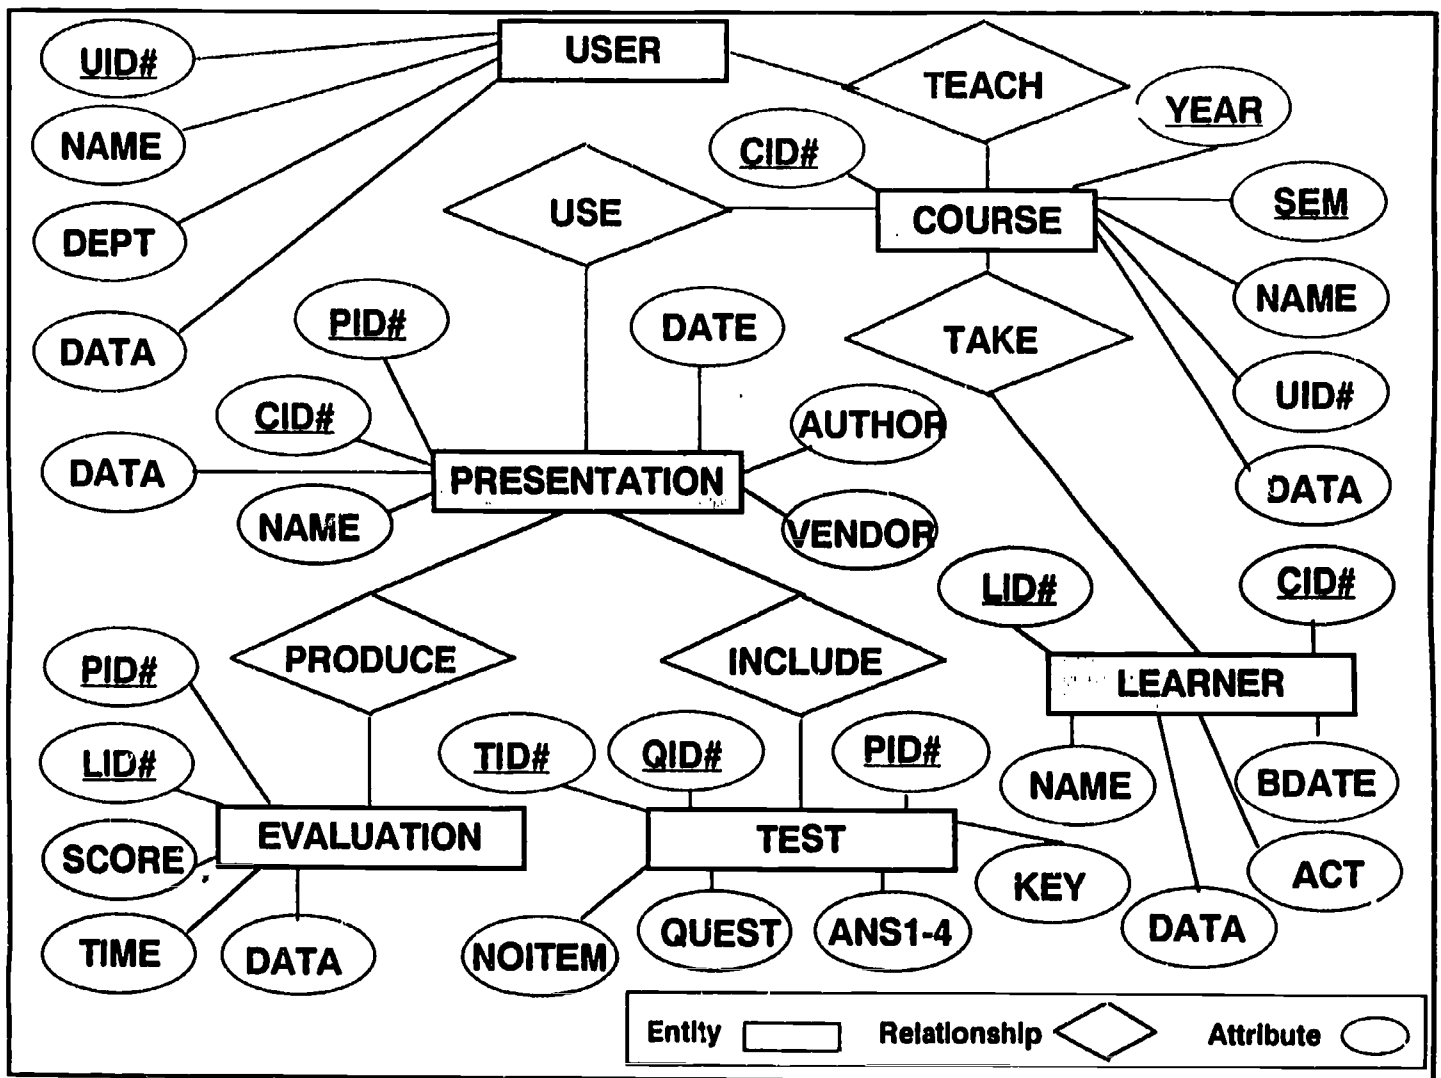 UID#
USER
TEACH
YEAR
NAME
CID#
USE
COURSE
SEM
DEPT
NAME
PID#
DATE
TAKE
DATA
UID#
CID#
AUTHOR
DATA
PRESENTATION
DATA
NAME
VENDOR
LID#
CID#
PID#
PRODUCE
INCLUDE
LEARNER
LID#
TID#
QID#
PID#
NAME
BDATE
SCORE
EVALUATION
TEST
KEY
ACT
TIME
DATA
NOITEM
QUEST
ANS1-4
DATA
Entity
Relationship
Attribute